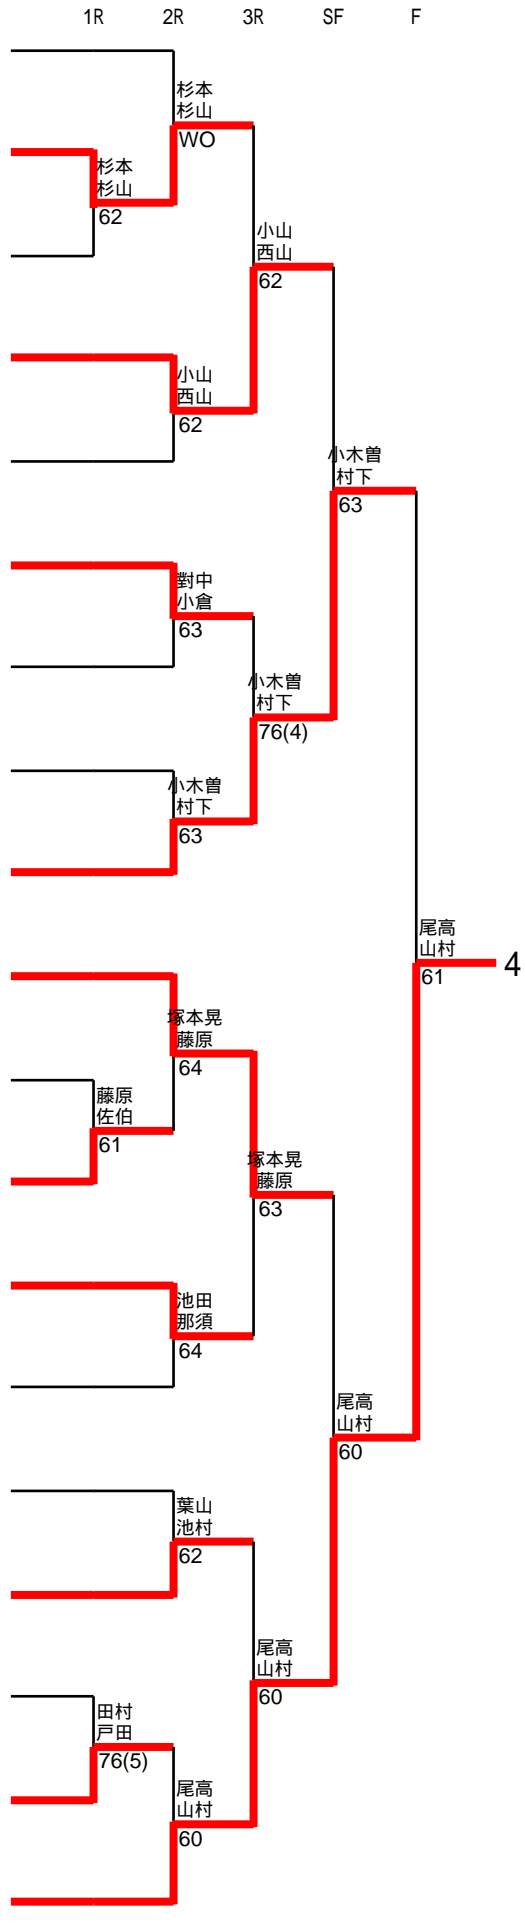 1R 2R 3R SF F
杉本
杉山
WO
杉本
杉山
62
小山
西山
62
小山
西山
62
小木曽
村下
63
對中
小倉
63
小木曽
村下
76(4)
小木曽
村下
63
尾高
山村
61
4
塚本晃
藤原
64
藤原
佐伯
61
塚本晃
藤原
63
池田
那須
64
尾高
山村
60
葉山
池村
62
尾高
山村
60
田村
戸田
76(5)
尾高
山村
60